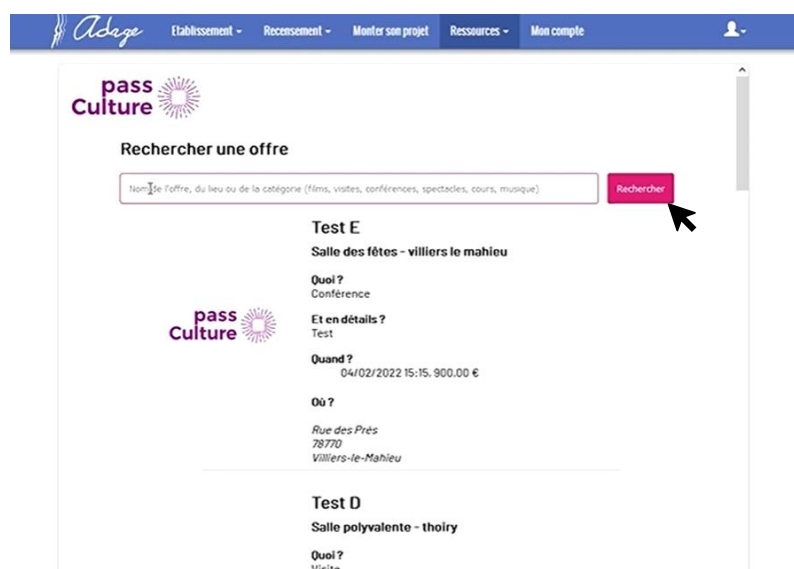 Adage Etablissement Recensement Monter son projet Ressources Mon compte
pass
Culture
Rechercher une offre
Nom de l'offre, du lieu ou de la catégorie (films, visites, conférences, spectacles, cours, musique) Rechercher
Test E
Salle des fêtes - villiers le mahieu
Quoi ?
Conférence
pass
Culture
Et en détails ?
Test
Quand ?
04/02/2022 15:15, 900.00 €
Où ?
Rue des Prés
78770
Villiers-le-Mahieu
Test D
Salle polyvalente - thoiry
Quoi ?
Visite